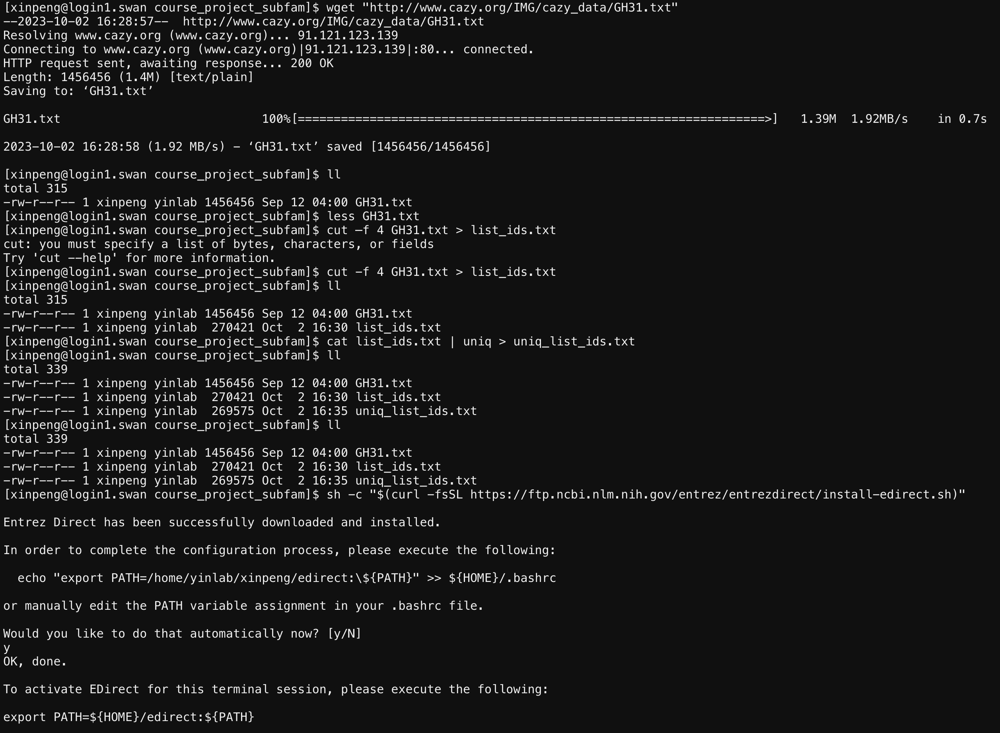 [xinpeng@login1.swan course_project_subfam]$ wget "http://www.cazy.org/IMG/cazy_data/GH31.txt"
--2023-10-02 16:28:57--  http://www.cazy.org/IMG/cazy_data/GH31.txt
Resolving www.cazy.org (www.cazy.org)... 91.121.123.139
Connecting to www.cazy.org (www.cazy.org)|91.121.123.139|:80... connected.
HTTP request sent, awaiting response... 200 OK
Length: 1456456 (1.4M) [text/plain]
Saving to: ‘GH31.txt’

GH31.txt                            100%[=================================================================>]   1.39M  1.92MB/s    in 0.7s

2023-10-02 16:28:58 (1.92 MB/s) - ‘GH31.txt’ saved [1456456/1456456]

[xinpeng@login1.swan course_project_subfam]$ ll
total 315
-rw-r--r-- 1 xinpeng yinlab 1456456 Sep 12 04:00 GH31.txt
[xinpeng@login1.swan course_project_subfam]$ less GH31.txt
[xinpeng@login1.swan course_project_subfam]$ cut –f 4 GH31.txt > list_ids.txt
cut: you must specify a list of bytes, characters, or fields
Try 'cut --help' for more information.
[xinpeng@login1.swan course_project_subfam]$ cut -f 4 GH31.txt > list_ids.txt
[xinpeng@login1.swan course_project_subfam]$ ll
total 315
-rw-r--r-- 1 xinpeng yinlab 1456456 Sep 12 04:00 GH31.txt
-rw-r--r-- 1 xinpeng yinlab  270421 Oct  2 16:30 list_ids.txt
[xinpeng@login1.swan course_project_subfam]$ cat list_ids.txt | uniq > uniq_list_ids.txt
[xinpeng@login1.swan course_project_subfam]$ ll
total 339
-rw-r--r-- 1 xinpeng yinlab 1456456 Sep 12 04:00 GH31.txt
-rw-r--r-- 1 xinpeng yinlab  270421 Oct  2 16:30 list_ids.txt
-rw-r--r-- 1 xinpeng yinlab  269575 Oct  2 16:35 uniq_list_ids.txt
[xinpeng@login1.swan course_project_subfam]$ ll
total 339
-rw-r--r-- 1 xinpeng yinlab 1456456 Sep 12 04:00 GH31.txt
-rw-r--r-- 1 xinpeng yinlab  270421 Oct  2 16:30 list_ids.txt
-rw-r--r-- 1 xinpeng yinlab  269575 Oct  2 16:35 uniq_list_ids.txt
[xinpeng@login1.swan course_project_subfam]$ sh -c "$(curl -fsSL https://ftp.ncbi.nlm.nih.gov/entrez/entrezdirect/install-edirect.sh)"

Entrez Direct has been successfully downloaded and installed.

In order to complete the configuration process, please execute the following:

  echo "export PATH=/home/yinlab/xinpeng/edirect:\${PATH}" >> ${HOME}/.bashrc

or manually edit the PATH variable assignment in your .bashrc file.

Would you like to do that automatically now? [y/N]
y
OK, done.

To activate EDirect for this terminal session, please execute the following:

export PATH=${HOME}/edirect:${PATH}